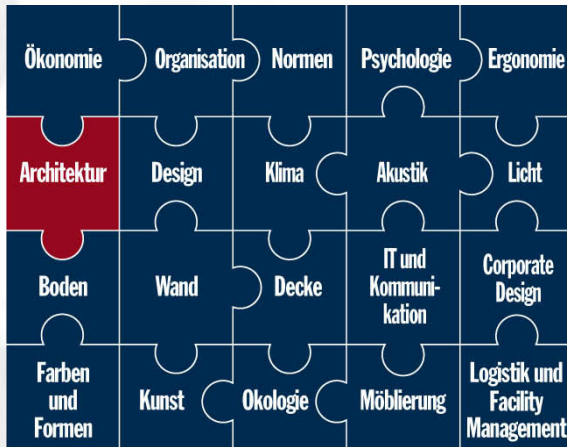 Ökonomie
Organisation
Normen
Psychologie
Ergonomie
Architektur
Design
Klima
Akustik
Licht
Boden
Wand
Decke
IT und
Kommuni-
kation
Corporate
Design
Farben
und
Formen
Kunst
Okologie
Möblierung
Logistik und
Facility
Management